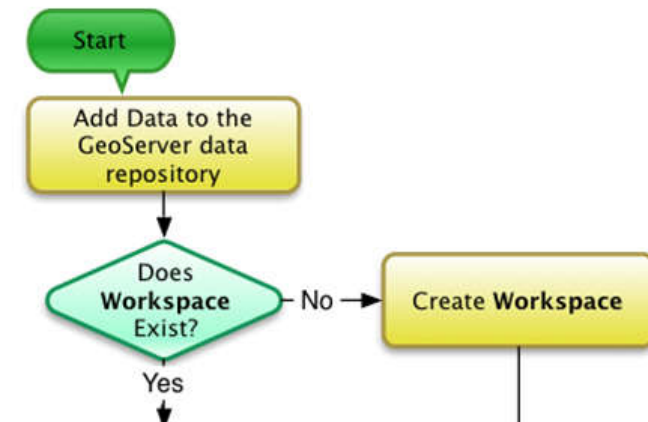 Start
Add Data to the
GeoServer data
repository
Does
Workspace
Exist?
No
Create Workspace
Yes